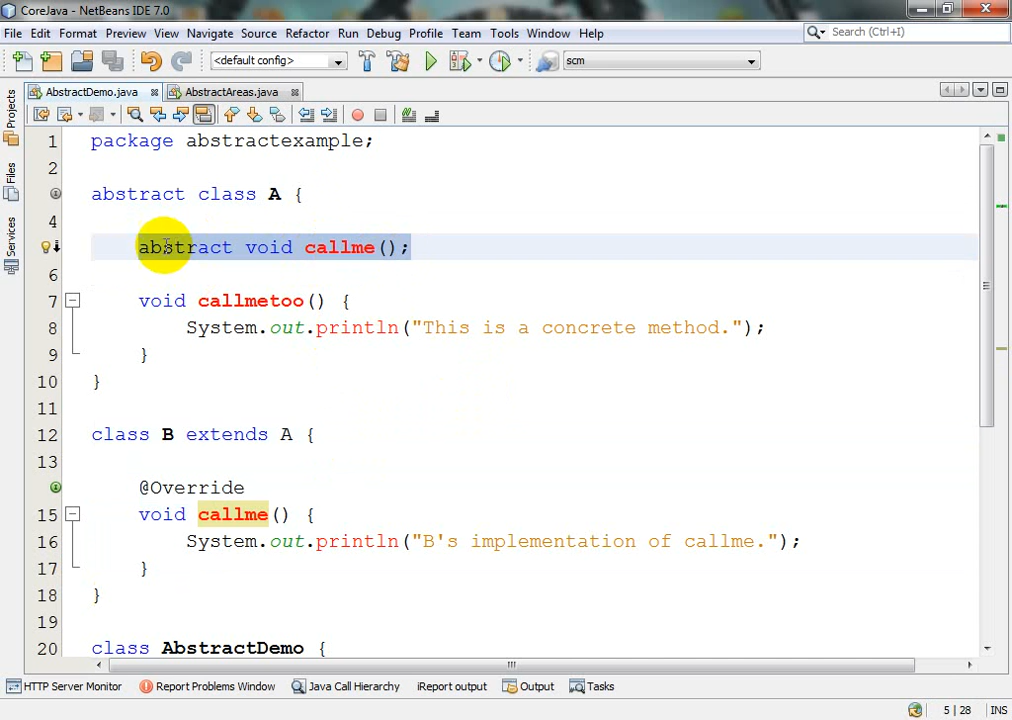 CoreJava - NetBeans IDE 7.0
File Edit Format Preview View Navigate Source Refactor Run Debug Profile Team Tools Window Help
Search (Ctrl+I)
<default config>
scm
AbstractDemo.java
AbstractAreas.java
Projects
Files
Services
1 package abstractexample;
2
abstract class A {
4
abstract void callme();
6
7 void callmetoo() {
8 System.out.println("This is a concrete method.");
9 }
10 }
11
12 class B extends A {
13
@Override
15 void callme() {
16 System.out.println("B's implementation of callme.");
17 }
18 }
19
20 class AbstractDemo {
HTTP Server Monitor Report Problems Window Java Call Hierarchy iReport output Output Tasks
5 | 28 INS